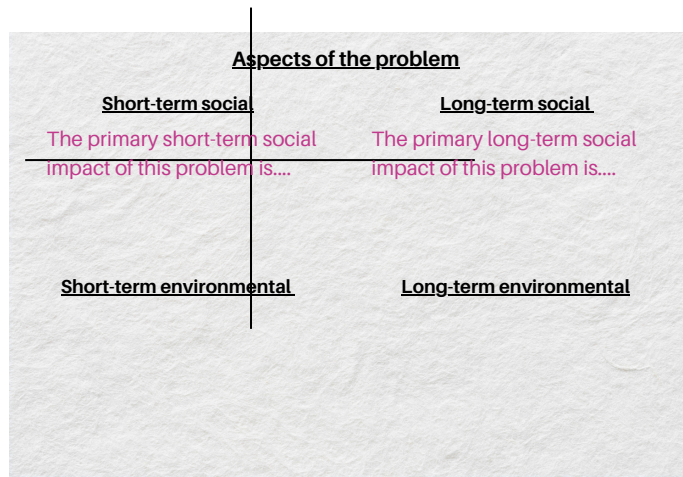 Aspects of the problem
Short-term social
The primary short-term social
impact of this problem is....
Long-term social
The primary long-term social
impact of this problem is....
Short-term environmental
Long-term environmental